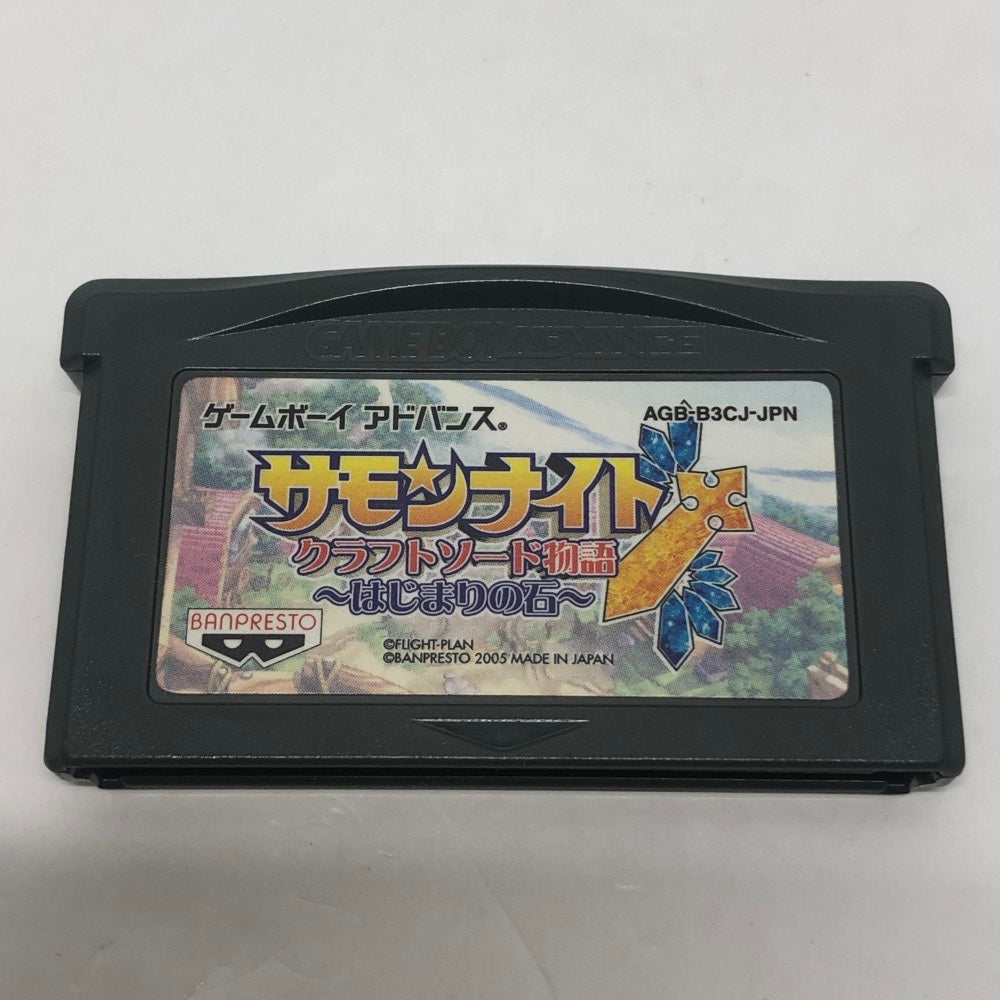 GAME BOY ADVANCE
ゲームボーイ アドバンス®
AGB-B3CJ-JPN
サモンナイト
クラフトソード物語
～はじまりの石～
BANPRESTO
©FLIGHT-PLAN
©BANPRESTO 2005 MADE IN JAPAN